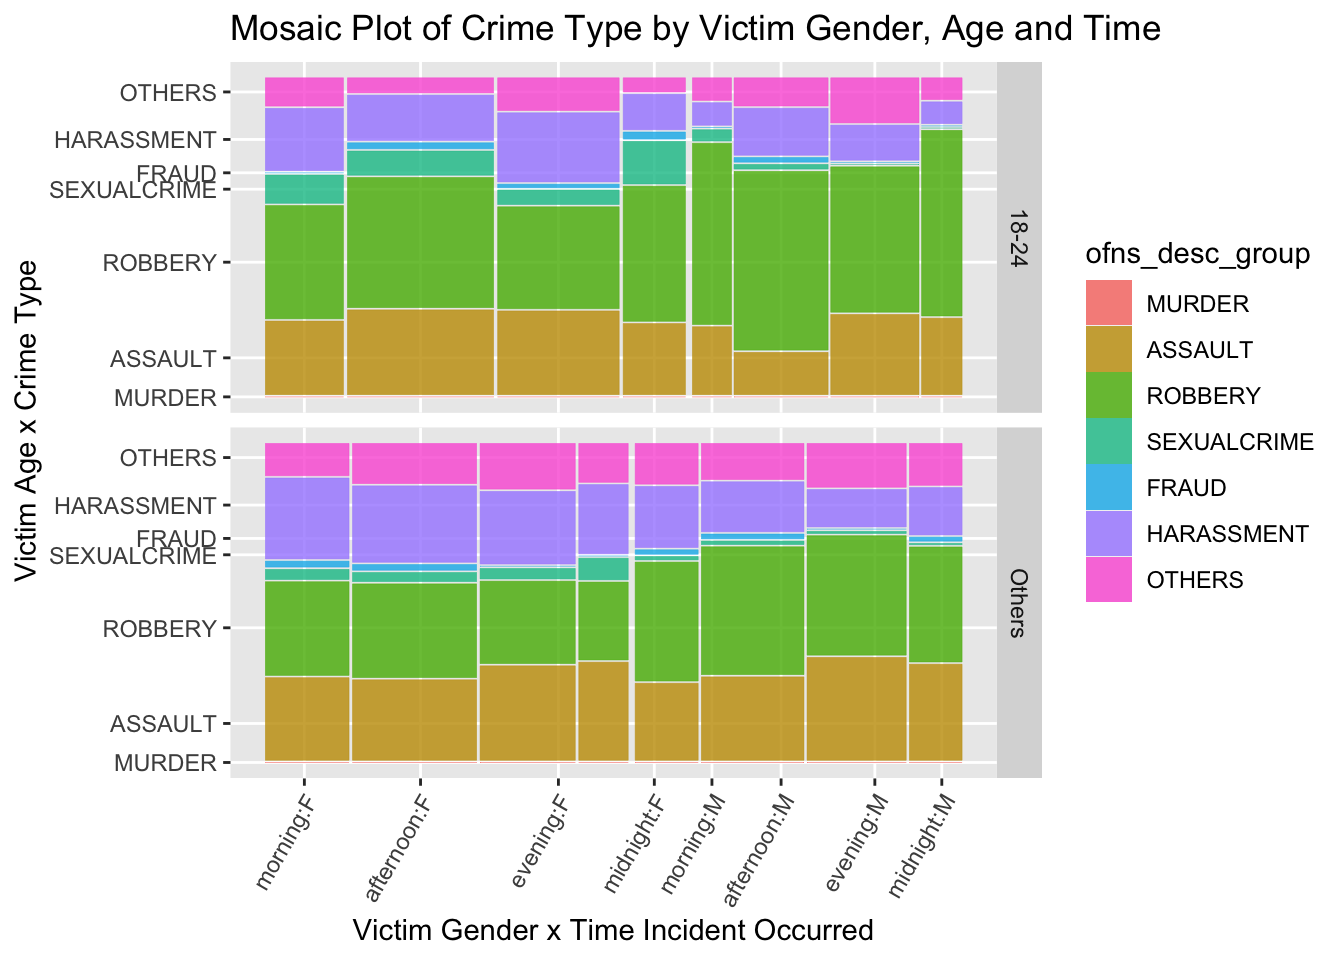 Mosaic Plot of Crime Type by Victim Gender, Age and Time
Victim Age x Crime Type
OTHERS
HARASSMENT
FRAUD
SEXUALCRIME
ROBBERY
ASSAULT
MURDER
18-24
OTHERS
HARASSMENT
FRAUD
SEXUALCRIME
ROBBERY
ASSAULT
MURDER
Others
morning:F
afternoon:F
evening:F
midnight:F
morning:M
afternoon:M
evening:M
midnight:M
Victim Gender x Time Incident Occurred
ofns_desc_group
MURDER
ASSAULT
ROBBERY
SEXUALCRIME
FRAUD
HARASSMENT
OTHERS